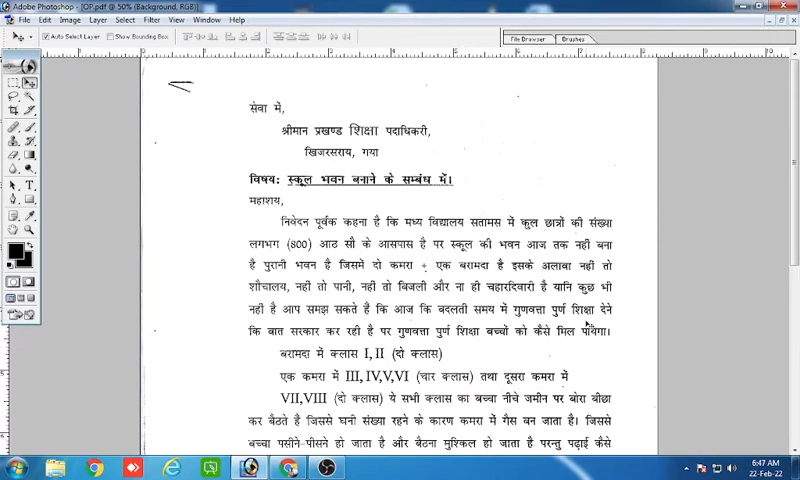 Adobe Photoshop - [OP.pdf @ 50% (Background, RGB)]
File Edit Image Layer Select Filter View Window Help
Auto Select Layer Show Bounding Box
File Browser Brushes
सेवा में,
श्रीमान प्रखण्ड शिक्षा पदाधिकरी,
खिजरसराय, गया
विषय: स्कूल भवन बनाने के सम्बंध में।
महाशय,
निवेदन पूर्वक कहना है कि मध्य विद्यालय सतामस में कुल छात्रों की संख्या
लगभग (800) आठ सौ के आसपास है पर स्कूल की भवन आज तक नहीं बना
है पुरानी भवन है जिसमें दो कमरा + एक बरामदा है इसके अलावा नहीं तो
शौचालय, नहीं तो पानी, नहीं तो बिजली और ना ही चहारदिवारी है यानि कुछ भी
नहीं है आप समझ सकते हैं कि आज कि बदलती समय में गुणवत्ता पुर्ण शिक्षा देने
कि बात सरकार कर रही है पर गुणवत्ता पुर्ण शिक्षा बच्चों को कैसे मिल पायेगा।
बरामदा में क्लास I, II (दो क्लास)
एक कमरा में III, IV,V,VI (चार क्लास) तथा दूसरा कमरा में
VII,VIII (दो क्लास) ये सभी क्लास का बच्चा नीचे जमीन पर बोरा बीछा
कर बैठते है जिससे घनी संख्या रहने के कारण कमरा में गैस बन जाता है। जिससे
बच्चा पसीने-पीसने हो जाता है और बैठना मुश्किल हो जाता है परन्तु पढ़ाई कैसे
6:47 AM
22-Feb-22